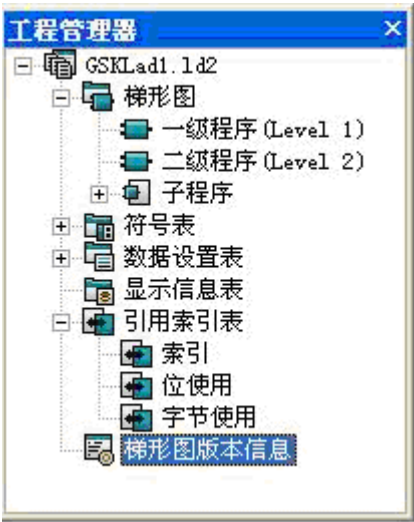 工程管理器
GSKLad1.ld2
梯形图
一级程序(Level 1)
二级程序(Level 2)
子程序
符号表
数据设置表
显示信息表
引用索引表
索引
位使用
字节使用
梯形图版本信息